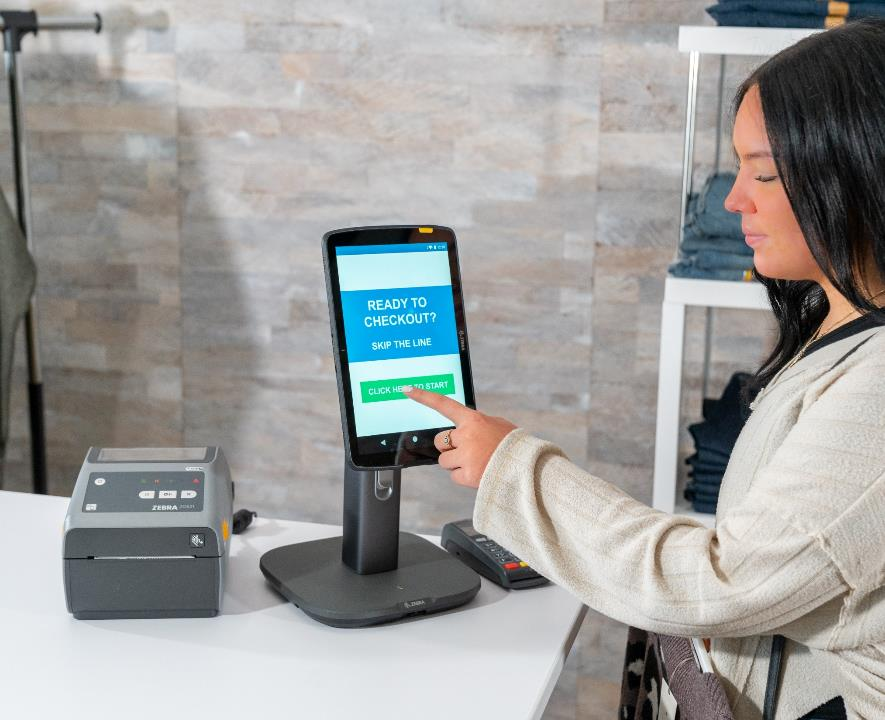 READY TO
CHECKOUT?
SKIP THE LINE
CLICK HERE TO START
ZEBRA
ZEBRA